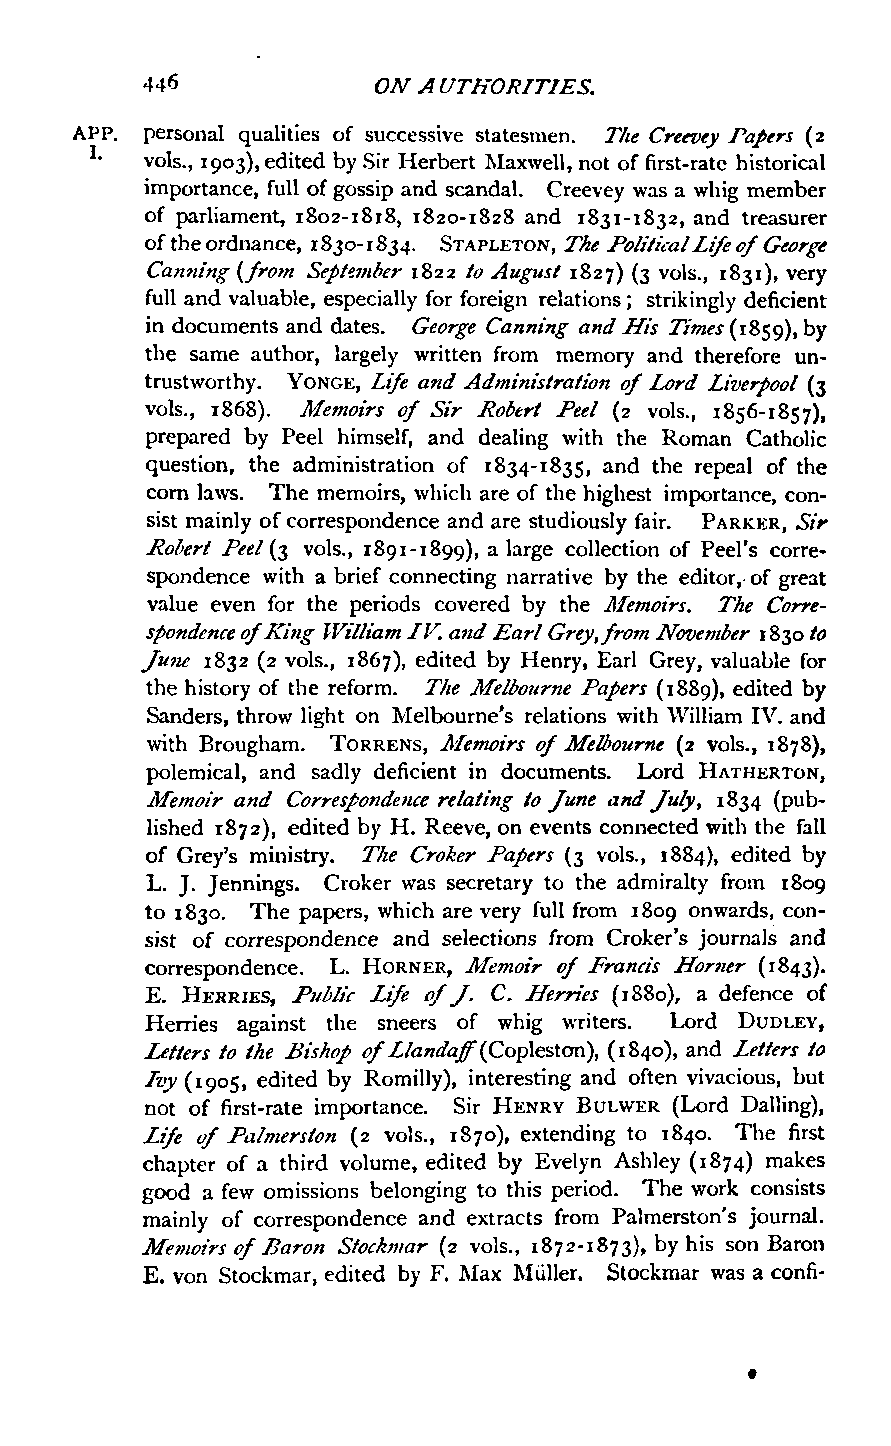 446 ON AUTHORITIES.
APP. personal qualities of successive statesmen. The Creevey Papers (2
I. vols., 1903), edited by Sir Herbert Maxwell, not of first-rate historical
importance, full of gossip and scandal. Creevey was a whig member
of parliament, 1802-1818, 1820-1828 and 1831-1832, and treasurer
of the ordnance, 1830-1834. STAPLETON, The Political Life of George
Canning (from September 1822 to August 1827) (3 vols., 1831), very
full and valuable, especially for foreign relations; strikingly deficient
in documents and dates. George Canning and His Times (1859), by
the same author, largely written from memory and therefore un-
trustworthy. YONGE, Life and Administration of Lord Liverpool (3
vols., 1868). Memoirs of Sir Robert Peel (2 vols., 1856-1857),
prepared by Peel himself, and dealing with the Roman Catholic
question, the administration of 1834-1835, and the repeal of the
corn laws. The memoirs, which are of the highest importance, con-
sist mainly of correspondence and are studiously fair. PARKER, Sir
Robert Peel (3 vols., 1891-1899), a large collection of Peel's corre-
spondence with a brief connecting narrative by the editor, of great
value even for the periods covered by the Memoirs. The Corre-
spondence of King William IV. and Earl Grey, from November 1830 to
June 1832 (2 vols., 1867), edited by Henry, Earl Grey, valuable for
the history of the reform. The Melbourne Papers (1889), edited by
Sanders, throw light on Melbourne's relations with William IV. and
with Brougham. TORRENS, Memoirs of Melbourne (2 vols., 1878),
polemical, and sadly deficient in documents. Lord HATHERTON,
Memoir and Correspondence relating to June and July, 1834 (pub-
lished 1872), edited by H. Reeve, on events connected with the fall
of Grey's ministry. The Croker Papers (3 vols., 1884), edited by
L. J. Jennings. Croker was secretary to the admiralty from 1809
to 1830. The papers, which are very full from 1809 onwards, con-
sist of correspondence and selections from Croker's journals and
correspondence. L. HORNER, Memoir of Francis Horner (1843).
E. HERRIES, Public Life of J. C. Herries (1880), a defence of
Herries against the sneers of whig writers. Lord DUDLEY,
Letters to the Bishop of Llandaff (Copleston), (1840), and Letters to
Ivy (1905, edited by Romilly), interesting and often vivacious, but
not of first-rate importance. Sir HENRY BULWER (Lord Dalling),
Life of Palmerston (2 vols., 1870), extending to 1840. The first
chapter of a third volume, edited by Evelyn Ashley (1874) makes
good a few omissions belonging to this period. The work consists
mainly of correspondence and extracts from Palmerston's journal.
Memoirs of Baron Stockmar (2 vols., 1872-1873), by his son Baron
E. von Stockmar, edited by F. Max Müller. Stockmar was a confi-